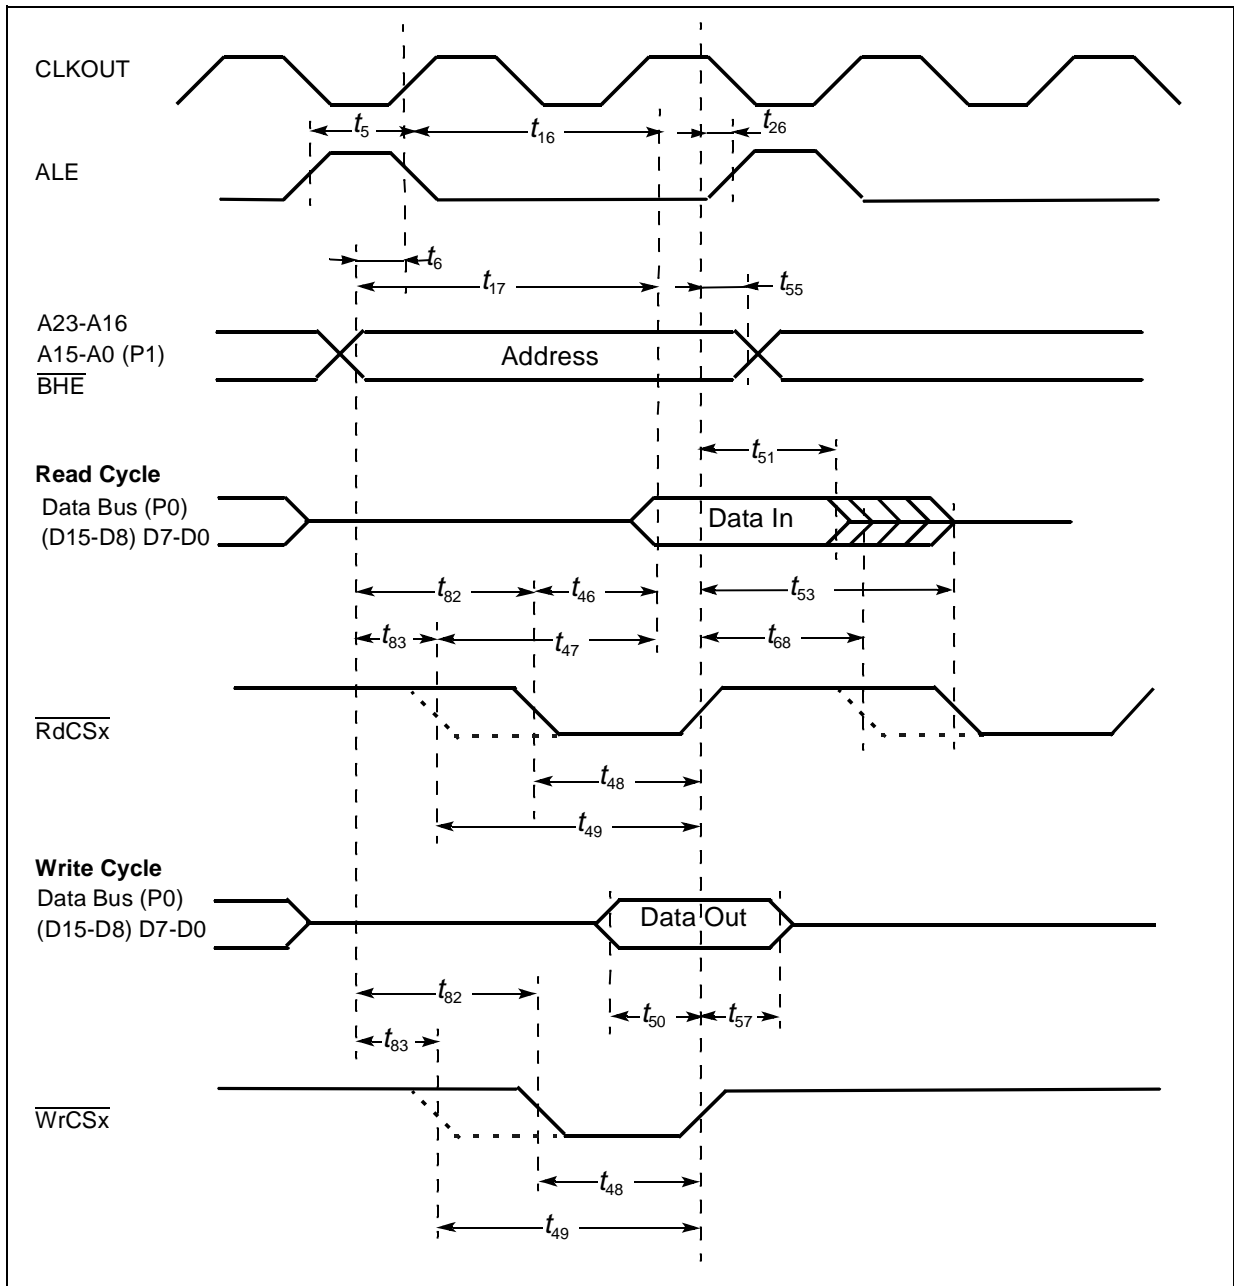 CLKOUT
t5
t16
t26
ALE
t6
t17
t55
A23-A16
A15-A0 (P1)
BHE
Address
t51
Read Cycle
Data Bus (P0)
(D15-D8) D7-D0
Data In
t82
t46
t53
t83
t47
t68
RdCSx
t48
t49
Write Cycle
Data Bus (P0)
(D15-D8) D7-D0
Data Out
t82
t50
t57
t83
WrCSx
t48
t49